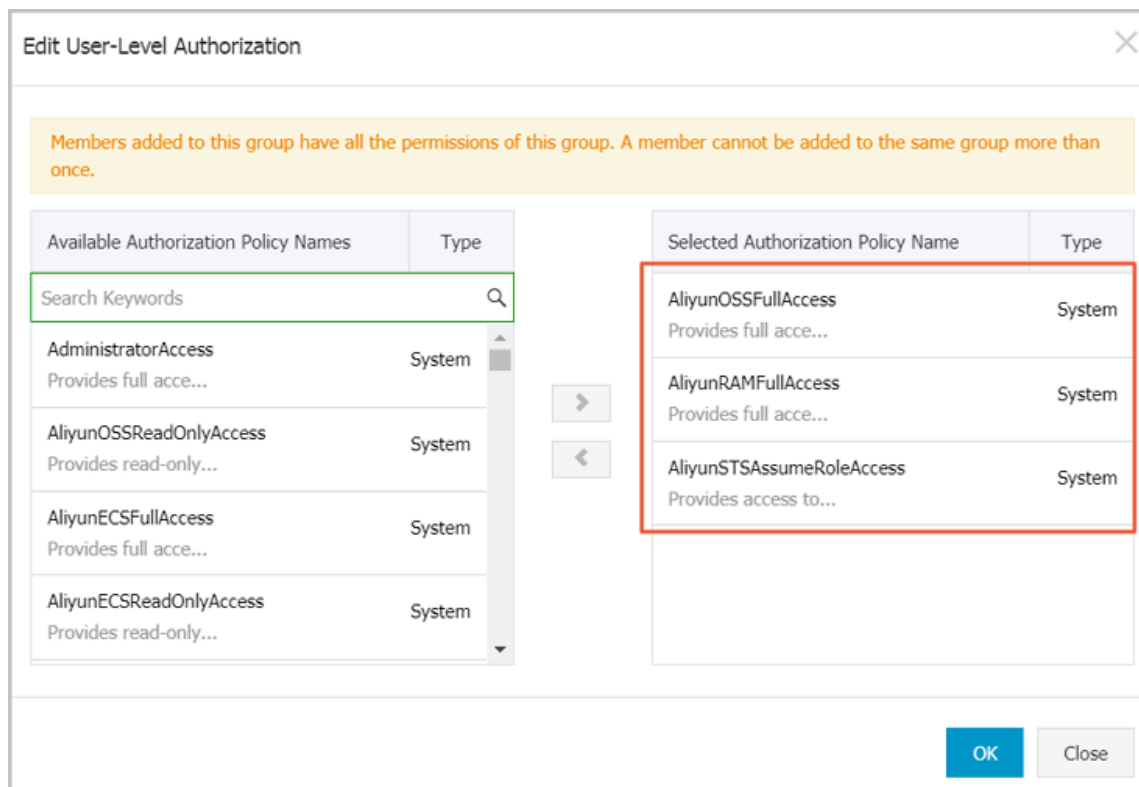 Edit User-Level Authorization
Members added to this group have all the permissions of this group. A member cannot be added to the same group more than
once.
Available Authorization Policy Names Type
Search Keywords
AdministratorAccess
Provides full acce...
System
AliyunOSSReadOnlyAccess
Provides read-only...
System
AliyunECSFullAccess
Provides full acce...
System
AliyunECSReadOnlyAccess
Provides read-only...
System
Selected Authorization Policy Name Type
AliyunOSSFullAccess
Provides full acce...
System
AliyunRAMFullAccess
Provides full acce...
System
AliyunSTSAssumeRoleAccess
Provides access to...
System
OK
Close